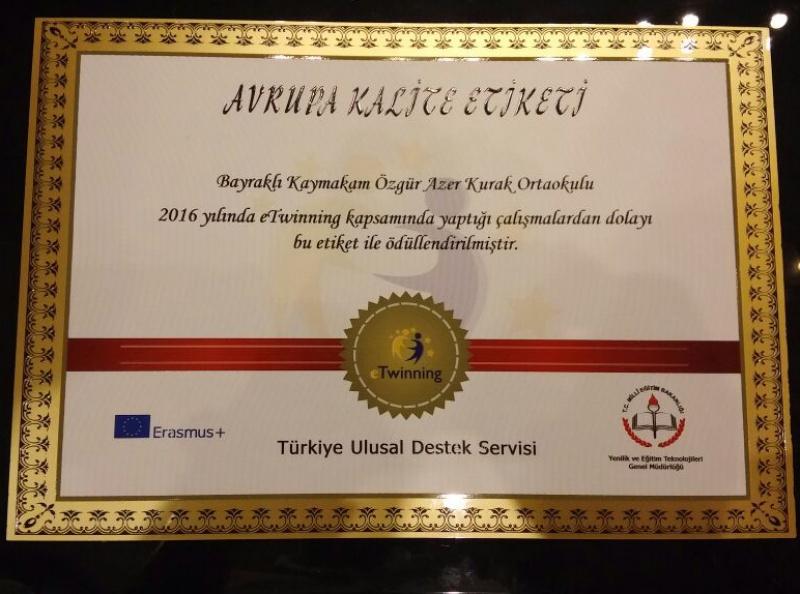 AVRUPA KALİTE ETİKETİ
Bayraklı Kaymakam Özgür Azer Kurak Ortaokulu
2016 yılında eTwinning kapsamında yaptığı çalışmalardan dolayı
bu etiket ile ödüllendirilmiştir.
eTwinning
Erasmus+
Türkiye Ulusal Destek Servisi
T.C. MİLLİ EĞİTİM BAKANLIĞI
Yenilik ve Eğitim Teknolojileri
Genel Müdürlüğü